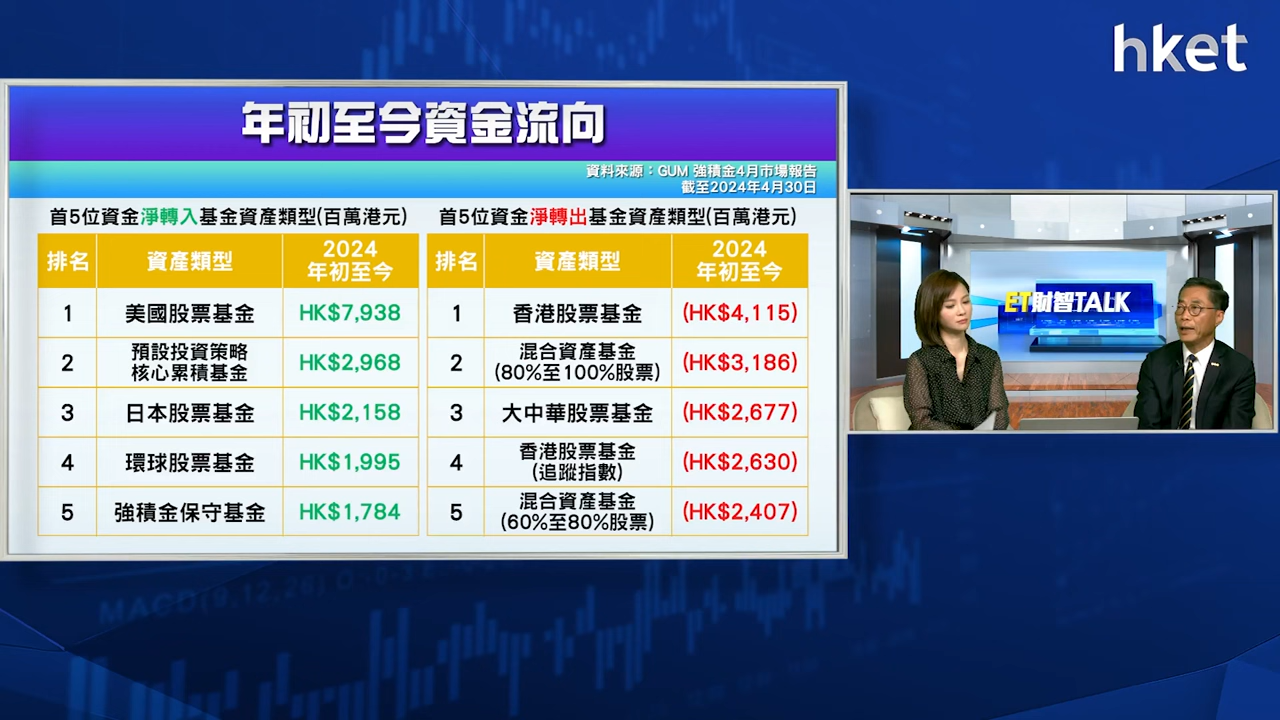 hket
年初至今資金流向
資料來源：GUM 強積金4月市場報告
截至2024年4月30日
首5位資金淨轉入基金資產類型(百萬港元)
排名 資產類型 2024
年初至今
1 美國股票基金 HK$7,938
2 預設投資策略
核心累積基金 HK$2,968
3 日本股票基金 HK$2,158
4 環球股票基金 HK$1,995
5 強積金保守基金 HK$1,784
首5位資金淨轉出基金資產類型(百萬港元)
排名 資產類型 2024
年初至今
1 香港股票基金 (HK$4,115)
2 混合資產基金
(80%至100%股票) (HK$3,186)
3 大中華股票基金 (HK$2,677)
4 香港股票基金
(追蹤指數) (HK$2,630)
5 混合資產基金
(60%至80%股票) (HK$2,407)
ET財智TALK
MACD(9,12,26)